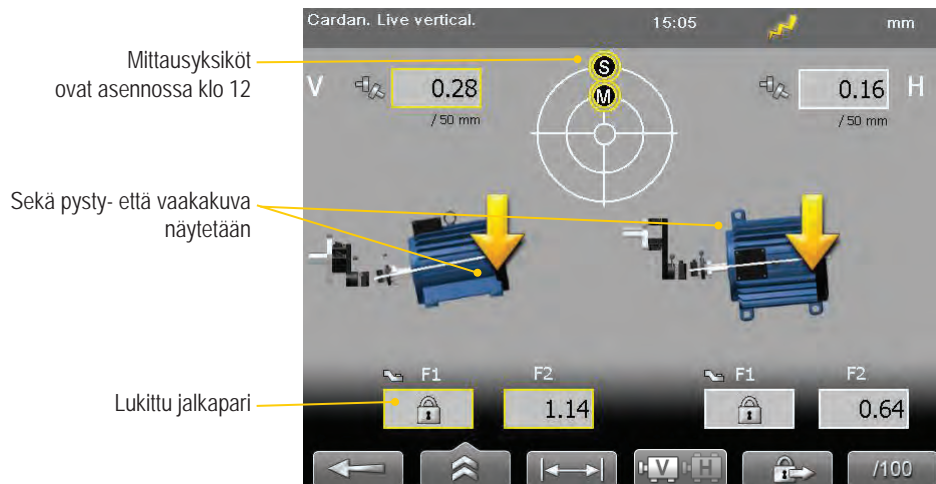 Cardan. Live vertical. 15:05 mm
Mittausyksiköt
ovat asennossa klo 12
V 0.28 S M 0.16 H
/ 50 mm / 50 mm
Sekä pysty- että vaakakuva
näytetään
F1 F2 F1 F2
Lukittu jalkapari
1.14 0.64
V H /100